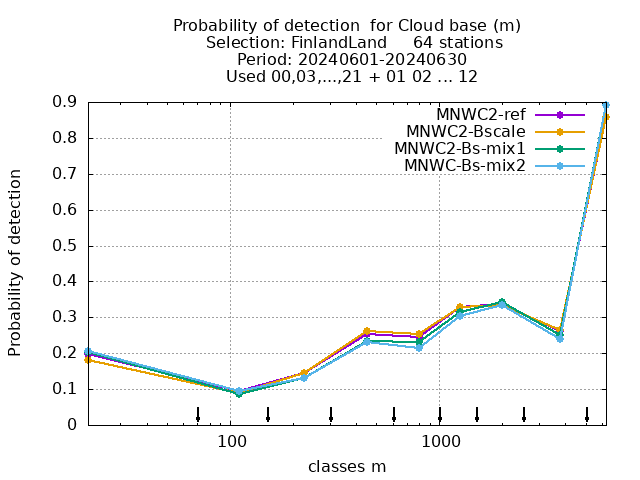 Probability of detection  for Cloud base (m)
Selection: FinlandLand     64 stations
Period: 20240601-20240630
Used 00,03,...,21 + 01 02 ... 12
MNWC2-ref
MNWC2-Bscale
MNWC2-Bs-mix1
MNWC-Bs-mix2
Probability of detection
0.9
0.8
0.7
0.6
0.5
0.4
0.3
0.2
0.1
0
100
1000
classes m